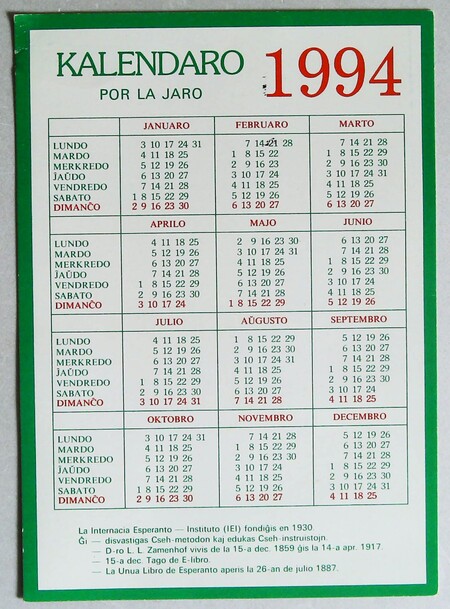 KALENDARO
POR LA JARO
1994
JANUARO FEBRUARO MARTO
LUNDO 3 10 17 24 31 7 14 21 28 7 14 21 28
MARDO 4 11 18 25 1 8 15 22 1 8 15 22 29
MERKREDO 5 12 19 26 2 9 16 23 2 9 16 23 30
ĴAŬDO 6 13 20 27 3 10 17 24 3 10 17 24 31
VENDREDO 7 14 21 28 4 11 18 25 4 11 18 25
SABATO 1 8 15 22 29 5 12 19 26 5 12 19 26
DIMANĈO 2 9 16 23 30 6 13 20 27 6 13 20 27
APRILO MAJO JUNIO
LUNDO 4 11 18 25 2 9 16 23 30 6 13 20 27
MARDO 5 12 19 26 3 10 17 24 31 7 14 21 28
MERKREDO 6 13 20 27 4 11 18 25 1 8 15 22 29
ĴAŬDO 7 14 21 28 5 12 19 26 2 9 16 23 30
VENDREDO 1 8 15 22 29 6 13 20 27 3 10 17 24
SABATO 2 9 16 23 30 7 14 21 28 4 11 18 25
DIMANĈO 3 10 17 24 1 8 15 22 29 5 12 19 26
JULIO AŬGUSTO SEPTEMBRO
LUNDO 4 11 18 25 1 8 15 22 29 5 12 19 26
MARDO 5 12 19 26 2 9 16 23 30 6 13 20 27
MERKREDO 6 13 20 27 3 10 17 24 31 7 14 21 28
ĴAŬDO 7 14 21 28 4 11 18 25 1 8 15 22 29
VENDREDO 1 8 15 22 29 5 12 19 26 2 9 16 23 30
SABATO 2 9 16 23 30 6 13 20 27 3 10 17 24
DIMANĈO 3 10 17 24 31 7 14 21 28 4 11 18 25
OKTOBRO NOVEMBRO DECEMBRO
LUNDO 3 10 17 24 31 7 14 21 28 5 12 19 26
MARDO 4 11 18 25 1 8 15 22 29 6 13 20 27
MERKREDO 5 12 19 26 2 9 16 23 30 7 14 21 28
ĴAŬDO 6 13 20 27 3 10 17 24 1 8 15 22 29
VENDREDO 7 14 21 28 4 11 18 25 2 9 16 23 30
SABATO 1 8 15 22 29 5 12 19 26 3 10 17 24 31
DIMANĈO 2 9 16 23 30 6 13 20 27 4 11 18 25
La Internacia Esperanto — Instituto (IEI) fondiĝis en 1930.
Ĝi — disvastigas Cseh-metodon kaj edukas Cseh-instruistojn.
— D-ro L. L. Zamenhof vivis de la 15-a dec. 1859 ĝis la 14-a apr. 1917.
— 15-a dec. Tago de E-libro.
— La Unua Libro de Esperanto aperis la 26-an de julio 1887.